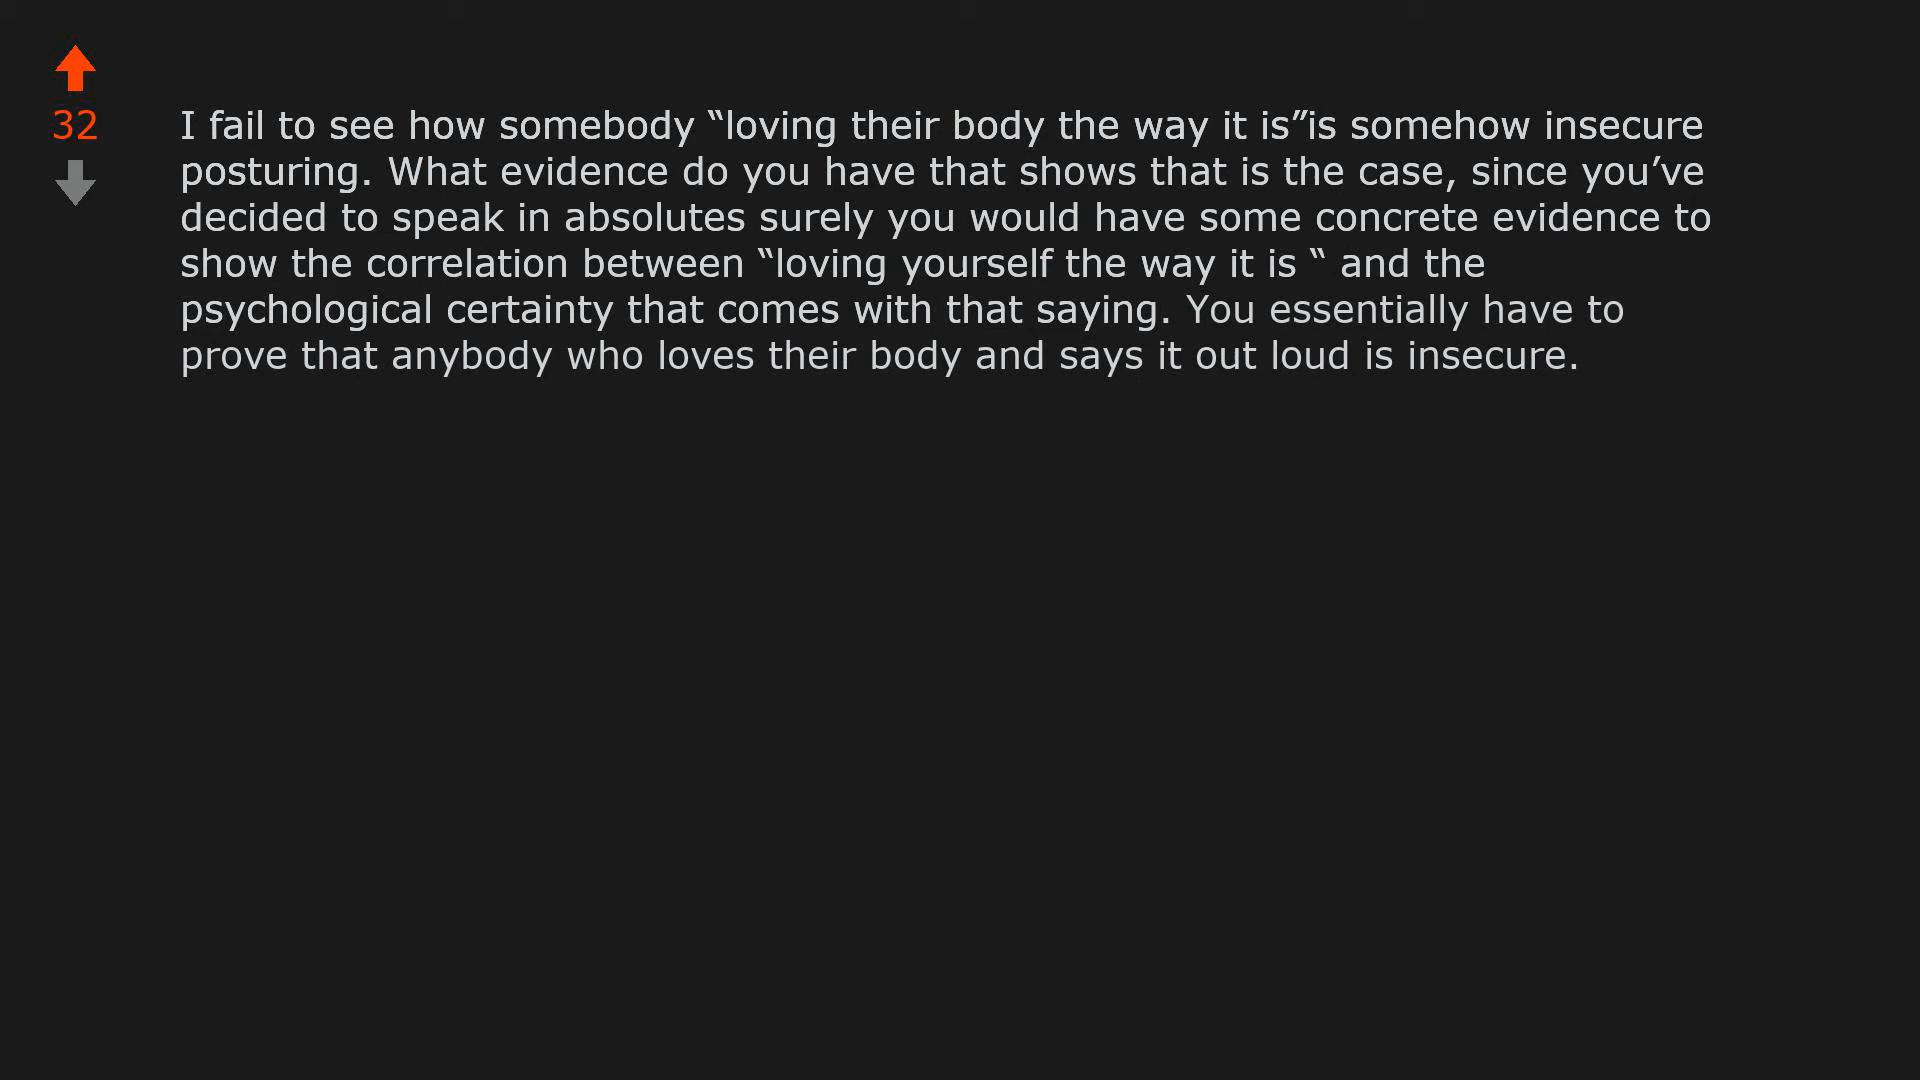 32
I fail to see how somebody “loving their body the way it is”is somehow insecure
posturing. What evidence do you have that shows that is the case, since you’ve
decided to speak in absolutes surely you would have some concrete evidence to
show the correlation between “loving yourself the way it is “ and the
psychological certainty that comes with that saying. You essentially have to
prove that anybody who loves their body and says it out loud is insecure.